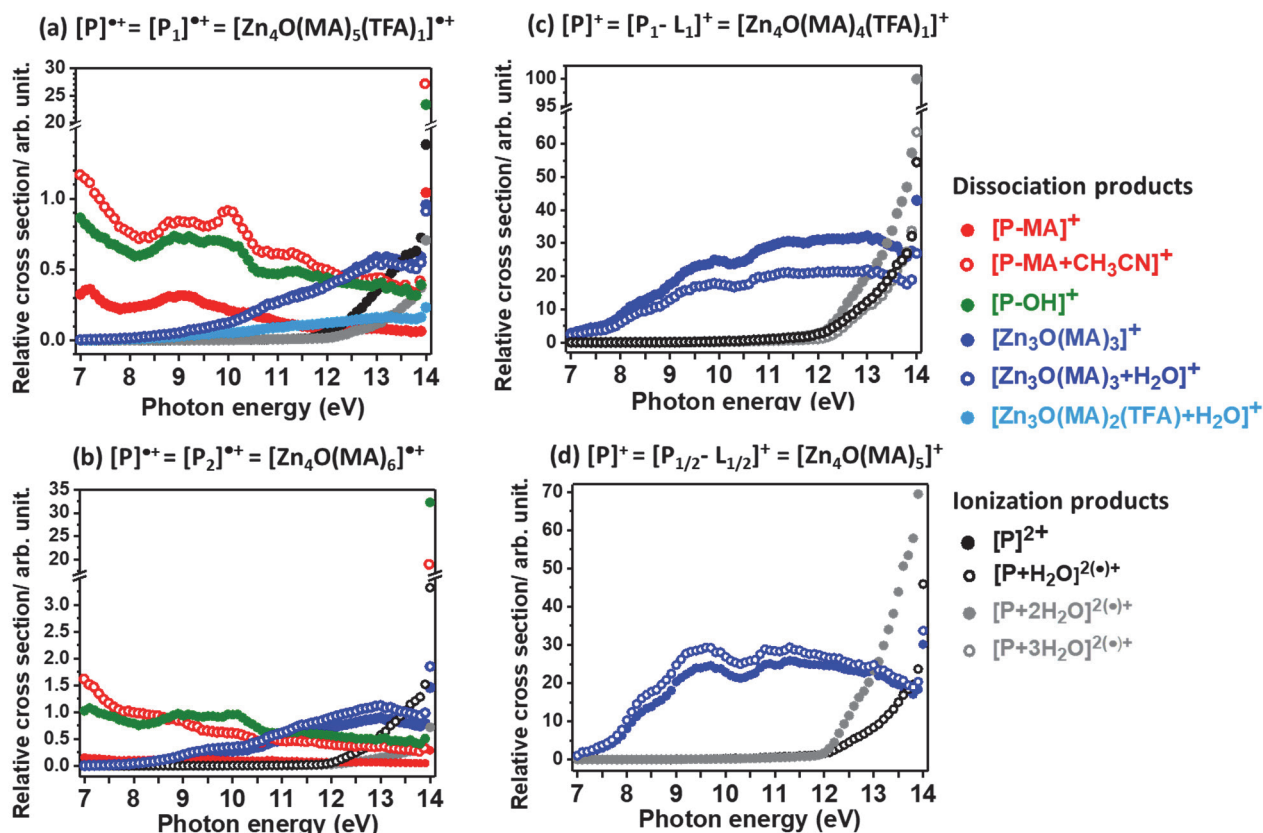 (a) [P]•+ = [P1]•+ = [Zn4O(MA)5(TFA)1]•+
Relative cross section/ arb. unit.
30
25
20
1.0
0.5
0.0
7 8 9 10 11 12 13 14
Photon energy (eV)
(b) [P]•+ = [P2]•+ = [Zn4O(MA)6]•+
Relative cross section/ arb. unit.
35
30
25
20
15
3.0
2.5
2.0
1.5
1.0
0.5
0.0
7 8 9 10 11 12 13 14
Photon energy (eV)
(c) [P]+ = [P1- L1]+ = [Zn4O(MA)4(TFA)1]+
Relative cross section/ arb. unit.
100
95
60
50
40
30
20
10
0
7 8 9 10 11 12 13 14
Photon energy (eV)
(d) [P]+ = [P1/2- L1/2]+ = [Zn4O(MA)5]+
Relative cross section/ arb. unit.
70
60
50
40
30
20
10
0
7 8 9 10 11 12 13 14
Photon energy (eV)
Dissociation products
[P-MA]+
[P-MA+CH3CN]+
[P-OH]+
[Zn3O(MA)3]+
[Zn3O(MA)3+H2O]+
[Zn3O(MA)2(TFA)+H2O]+
Ionization products
[P]2+
[P+H2O]2(•)+
[P+2H2O]2(•)+
[P+3H2O]2(•)+